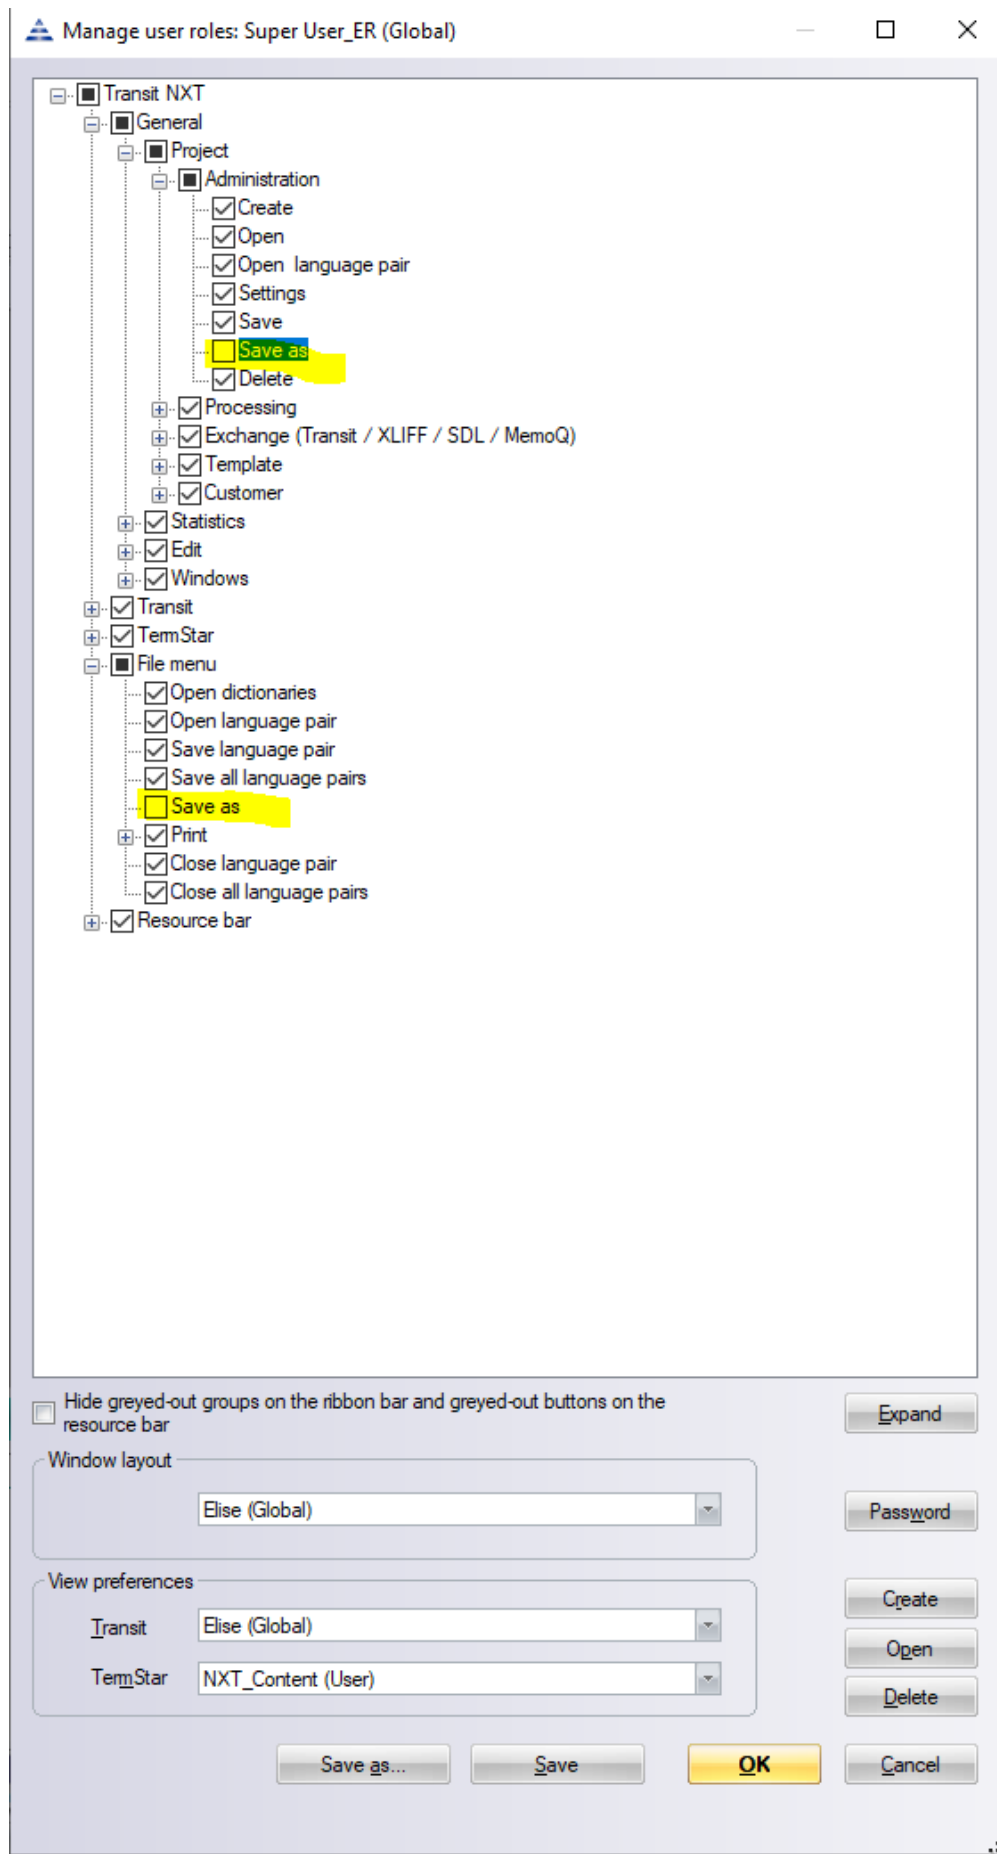 Manage user roles: Super User_ER (Global)
Transit NXT
General
Project
Administration
Create
Open
Open  language pair
Settings
Save
Save as
Delete
Processing
Exchange (Transit / XLIFF / SDL / MemoQ)
Template
Customer
Statistics
Edit
Windows
Transit
TermStar
File menu
Open dictionaries
Open language pair
Save language pair
Save all language pairs
Save as
Print
Close language pair
Close all language pairs
Resource bar
Hide greyed-out groups on the ribbon bar and greyed-out buttons on the
resource bar
Expand
Window layout
Elise (Global)
Password
View preferences
Create
Transit Elise (Global)
Open
TermStar NXT_Content (User)
Delete
Save as... Save OK Cancel